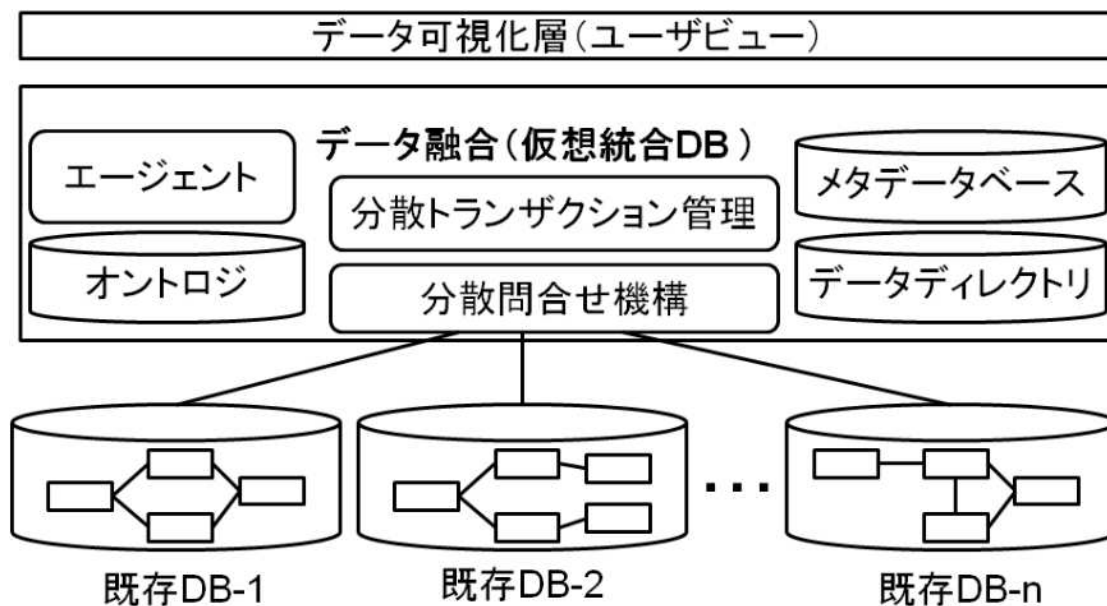 データ可視化層(ユーザビュー)
データ融合(仮想統合DB )
エージェント
分散トランザクション管理
メタデータベース
オントロジ
分散問合せ機構
データディレクトリ
...
既存DB-1
既存DB-2
既存DB-n